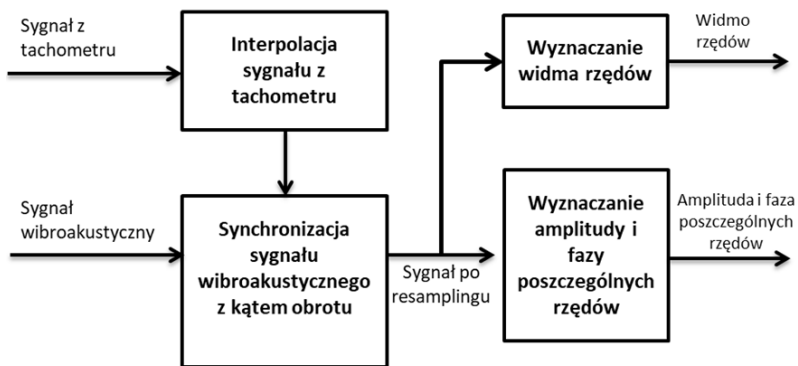 Sygnał z
tachometru
Interpolacja
sygnału z
tachometru
Wyznaczanie
widma rzędów
Widmo
rzędów
Sygnał
wibroakustyczny
Synchronizacja
sygnału
wibroakustycznego
z kątem obrotu
Sygnał po
resamplingu
Wyznaczanie
amplitudy i
fazy
poszczególnych
rzędów
Amplituda i faza
poszczególnych
rzędów